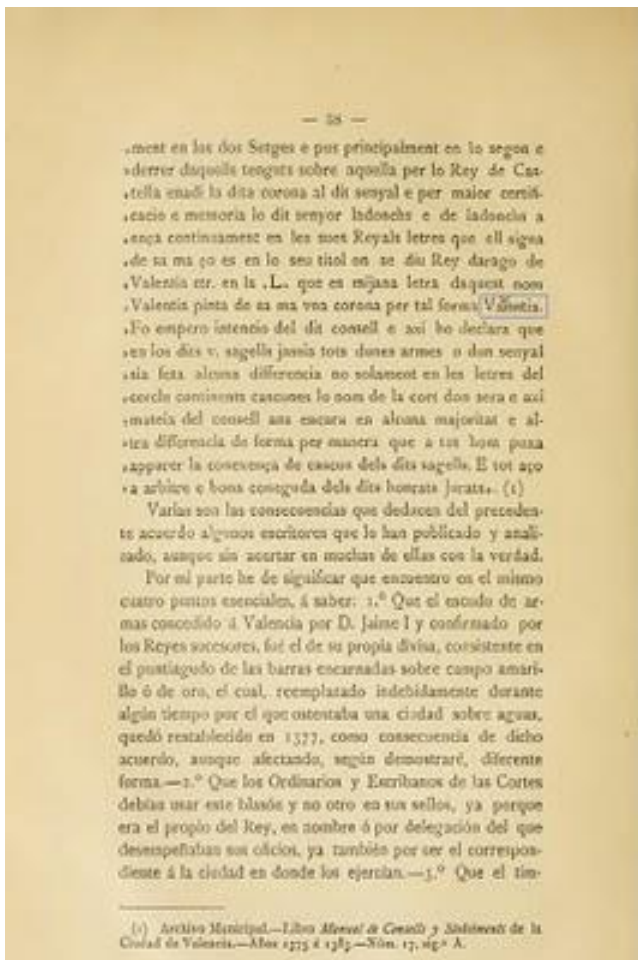 — 58 —
»ment en les dos Setges e pus principalment en lo segon e
»derrer daquells tenguts sobre aquella per lo Rey de Cas-
»tella enadi la dita corona al dit senyal e per maior certifi-
»cacio e memoria lo dit senyor ladonchs e de ladonchs a
»ença continuament en les sues Reyals letres que ell signa
»de sa ma ço es en lo seu titol on se diu Rey darago de
»Valentia etr. en la .L. que es mijana letra daquest nom
»Valentia pinta de sa ma vna corona per tal forma Valentia.
»Fo empero intencio del dit consell e axi ho declara que
»en los dits v. sagells jassia tots dunes armes o dun senyal
»sia feta alcuna differencia no solament en les letres del
»cercle continents cascunes lo nom de la cort don sera e axi
»mateix del consell ans encara en alcuna majoritat e al-
»tra differencia de forma per manera que a tot hom puxa
»apparer la conexença de cascun dels dits sagells. E tot aço
»a arbitre e bona coneguda dels dits honrats Jurats». (1)
Varias son las consecuencias que deducen del preceden-
te acuerdo algunos escritores que lo han publicado y anali-
zado, aunque sin acertar en muchas de ellas con la verdad.
Por mi parte he de significar que encuentro en el mismo
cuatro puntos esenciales, á saber: 1.º Que el escudo de ar-
mas concedido á Valencia por D. Jaime I y confirmado por
los Reyes sucesores, fué el de su propia divisa, consistente en
el puntiagudo de las barras encarnadas sobre campo amari-
llo ó de oro, el cual, reemplazado indebidamente durante
algún tiempo por el que ostentaba una ciudad sobre aguas,
quedó restablecido en 1377, como consecuencia de dicho
acuerdo, aunque afectando, según demostraré, diferente
forma.—2.º Que los Ordinarios y Escribanos de las Cortes
debían usar este blasón y no otro en sus sellos, ya porque
era el propio del Rey, en nombre ó por delegación del que
desempeñaban sus oficios, ya también por ser el correspon-
diente á la ciudad en donde los ejercían.—3.º Que el tim-
(1) Archivo Municipal.—Libro Manual de Consells y Stabliments de la
Ciudad de Valencia.—Años 1375 á 1383.—Núm. 17, sig.ª A.